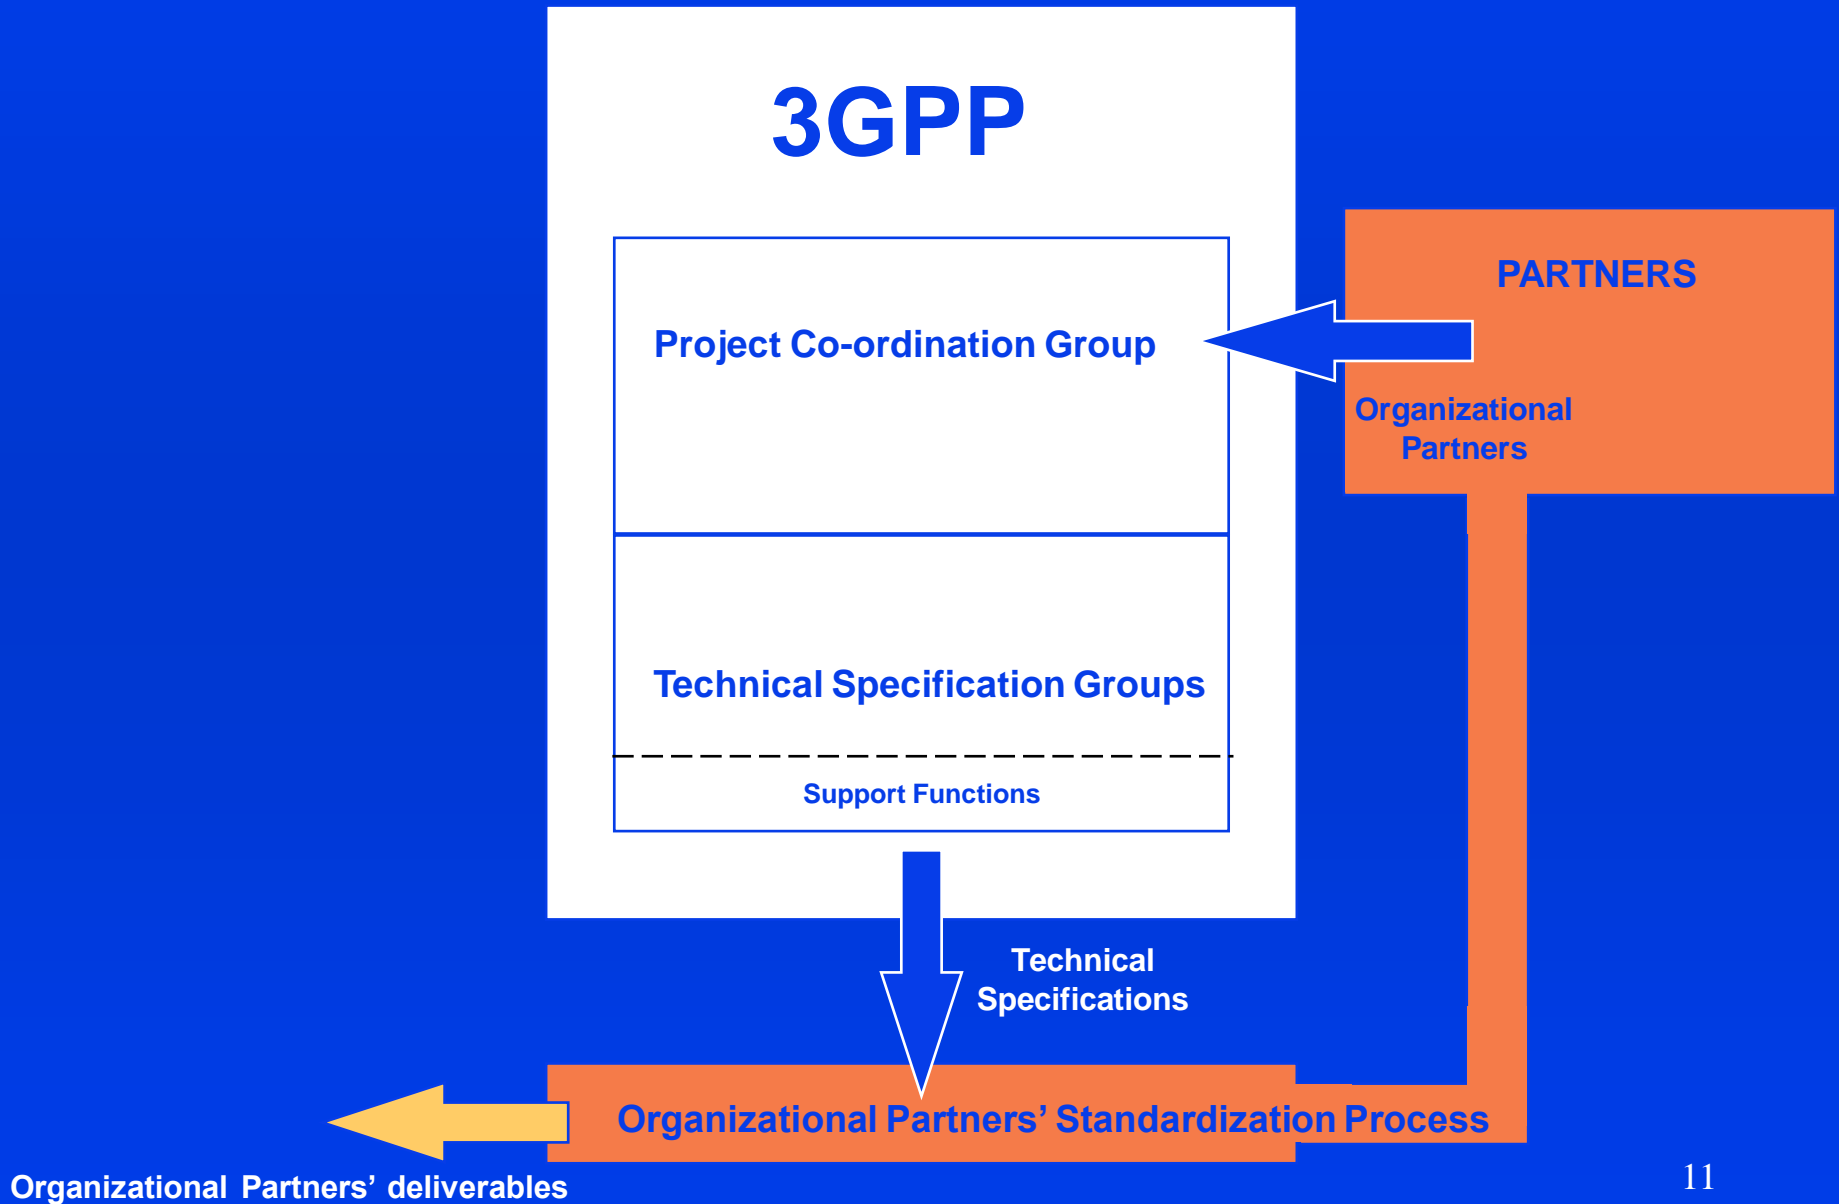 3GPP
PARTNERS
Project Co-ordination Group
Organizational
Partners
Technical Specification Groups
Support Functions
Technical
Specifications
Organizational Partners’ Standardization Process
Organizational Partners’ deliverables
11